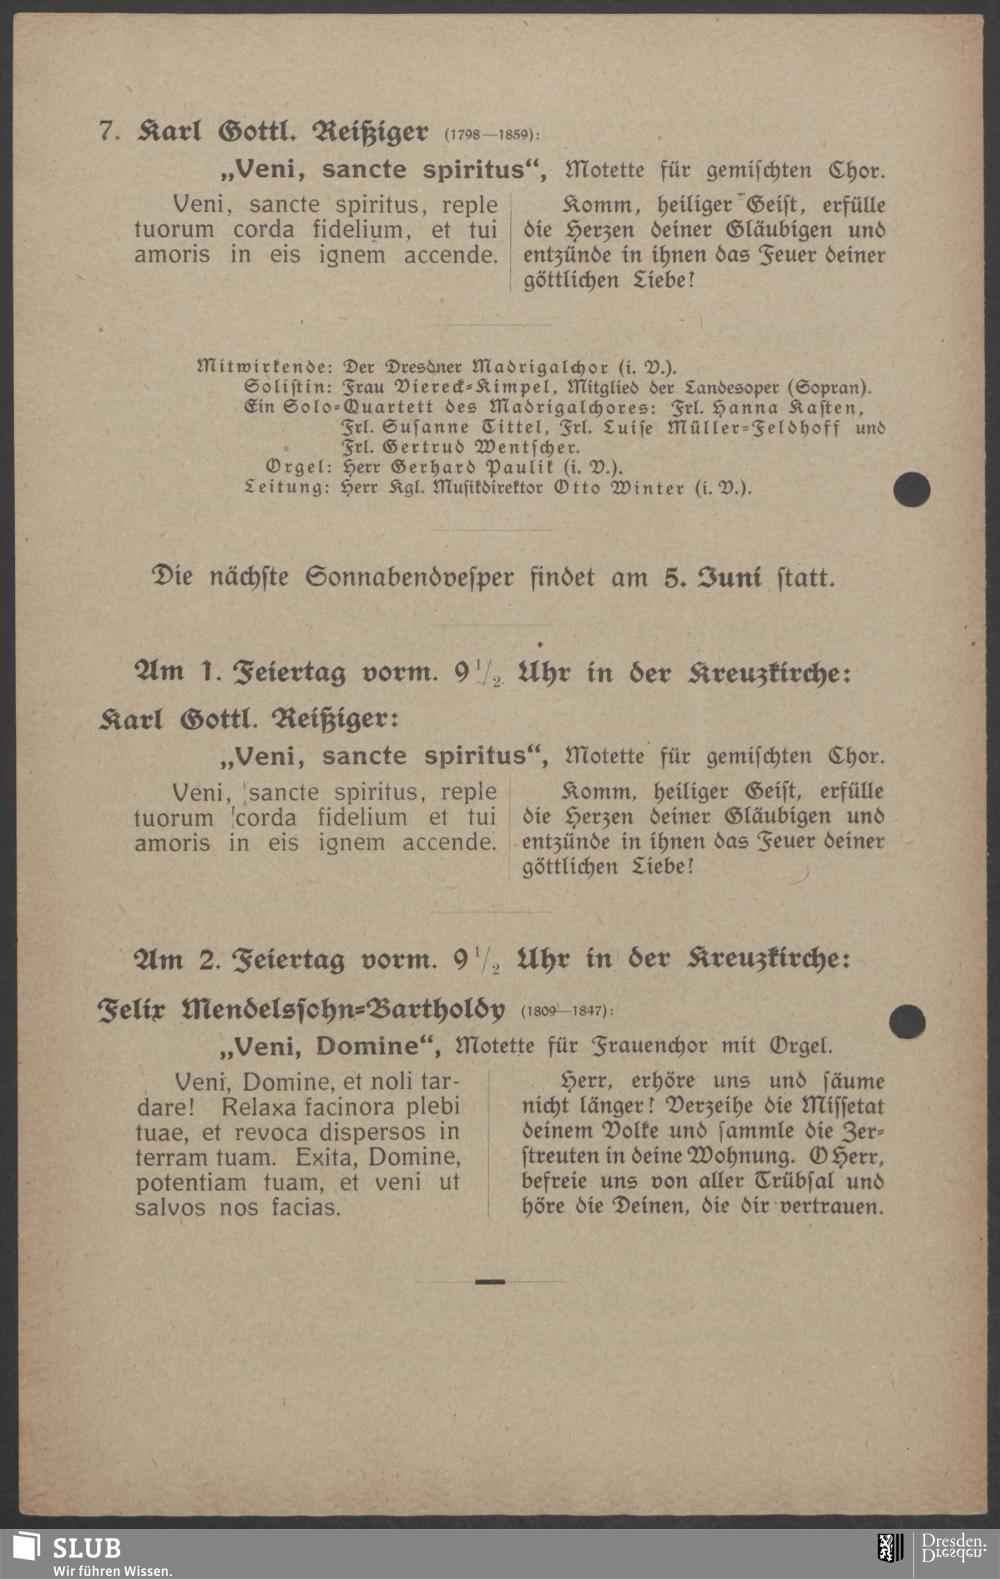 7. Karl Gottl. Reißiger (1798—1859):
„Veni, sancte spiritus“, Motette für gemischten Chor.
Veni, sancte spiritus, reple
tuorum corda fidelium, et tui
amoris in eis ignem accende.
Komm, heiliger Geist, erfülle
die Herzen deiner Gläubigen und
entzünde in ihnen das Feuer deiner
göttlichen Liebe!
Mitwirkende: Der Dresdner Madrigalchor (i. V.).
Solistin: Frau Viereck-Kimpel, Mitglied der Landesoper (Sopran).
Ein Solo-Quartett des Madrigalchores: Frl. Hanna Kasten,
Frl. Susanne Tittel, Frl. Luise Müller-Feldhoff und
Frl. Gertrud Wentscher.
Orgel: Herr Gerhard Paulik (i. V.).
Leitung: Herr Kgl. Musikdirektor Otto Winter (i. V.).
Die nächste Sonnabendvesper findet am 5. Juni statt.
Am 1. Feiertag vorm. 9 1/2 Uhr in der Kreuzkirche:
Karl Gottl. Reißiger:
„Veni, sancte spiritus“, Motette für gemischten Chor.
Veni, sancte spiritus, reple
tuorum corda fidelium et tui
amoris in eis ignem accende.
Komm, heiliger Geist, erfülle
die Herzen deiner Gläubigen und
entzünde in ihnen das Feuer deiner
göttlichen Liebe!
Am 2. Feiertag vorm. 9 1/2 Uhr in der Kreuzkirche:
Felix Mendelssohn-Bartholdy (1809—1847):
„Veni, Domine“, Motette für Frauenchor mit Orgel.
Veni, Domine, et noli tar-
dare! Relaxa facinora plebi
tuae, et revoca dispersos in
terram tuam. Exita, Domine,
potentiam tuam, et veni ut
salvos nos facias.
Herr, erhöre uns und säume
nicht länger! Verzeihe die Missetat
deinem Volke und sammle die Zer-
streuten in deine Wohnung. O Herr,
befreie uns von aller Trübsal und
höre die Deinen, die dir vertrauen.
SLUB
Wir führen Wissen.
Dresden.
Dresden.